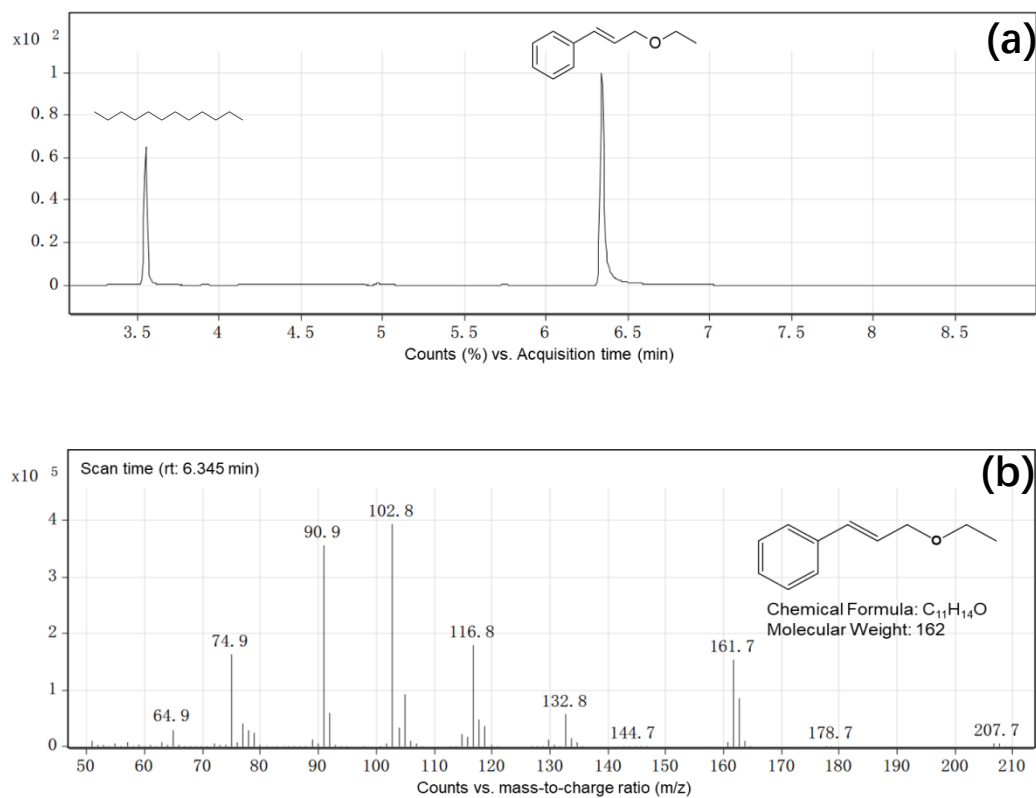 (a)
x10 2
O
1
0.8
0.6
0.4
0.2
0
3.5 4 4.5 5 5.5 6 6.5 7 7.5 8 8.5
Counts (%) vs. Acquisition time (min)
(b)
x10 5
Scan time (rt: 6.345 min)
4
3
2
1
0
102.8
90.9
116.8
74.9
161.7
132.8
64.9
144.7
178.7
207.7
O
Chemical Formula: C₁₁H₁₄O
Molecular Weight: 162
50 60 70 80 90 100 110 120 130 140 150 160 170 180 190 200 210
Counts vs. mass-to-charge ratio (m/z)